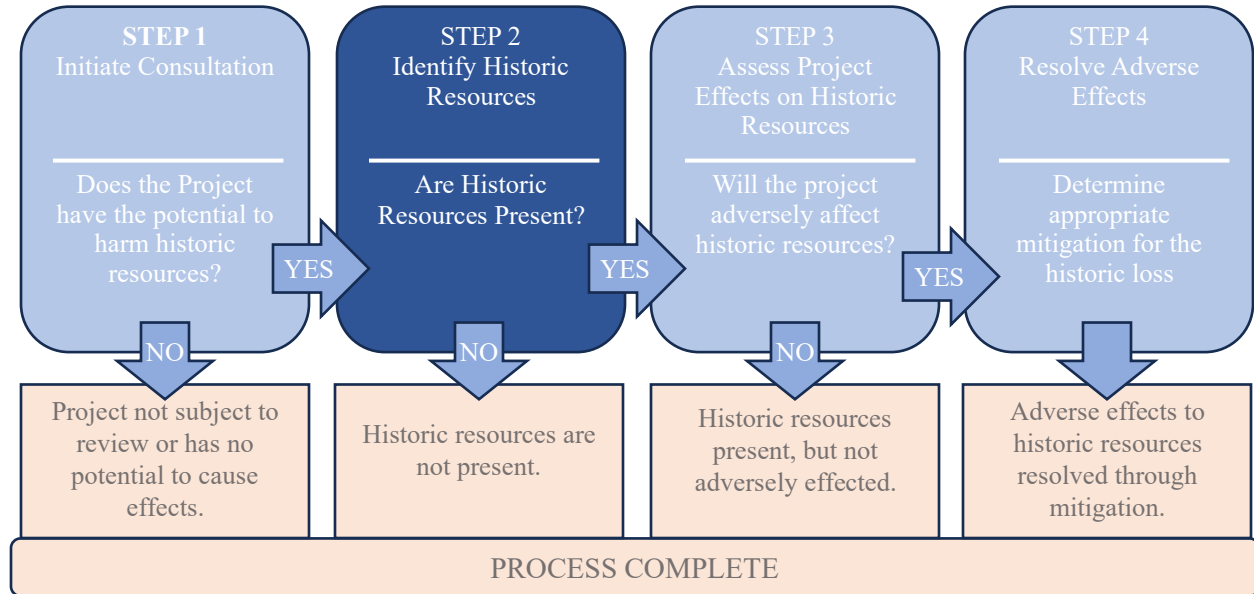 STEP 1
Initiate Consultation
Does the Project
have the potential to
harm historic
resources?
YES
NO
STEP 2
Identify Historic
Resources
Are Historic
Resources Present?
YES
NO
STEP 3
Assess Project
Effects on Historic
Resources
Will the project
adversely affect
historic resources?
YES
NO
STEP 4
Resolve Adverse
Effects
Determine
appropriate
mitigation for the
historic loss
Project not subject to
review or has no
potential to cause
effects.
Historic resources are
not present.
Historic resources
present, but not
adversely effected.
Adverse effects to
historic resources
resolved through
mitigation.
PROCESS COMPLETE